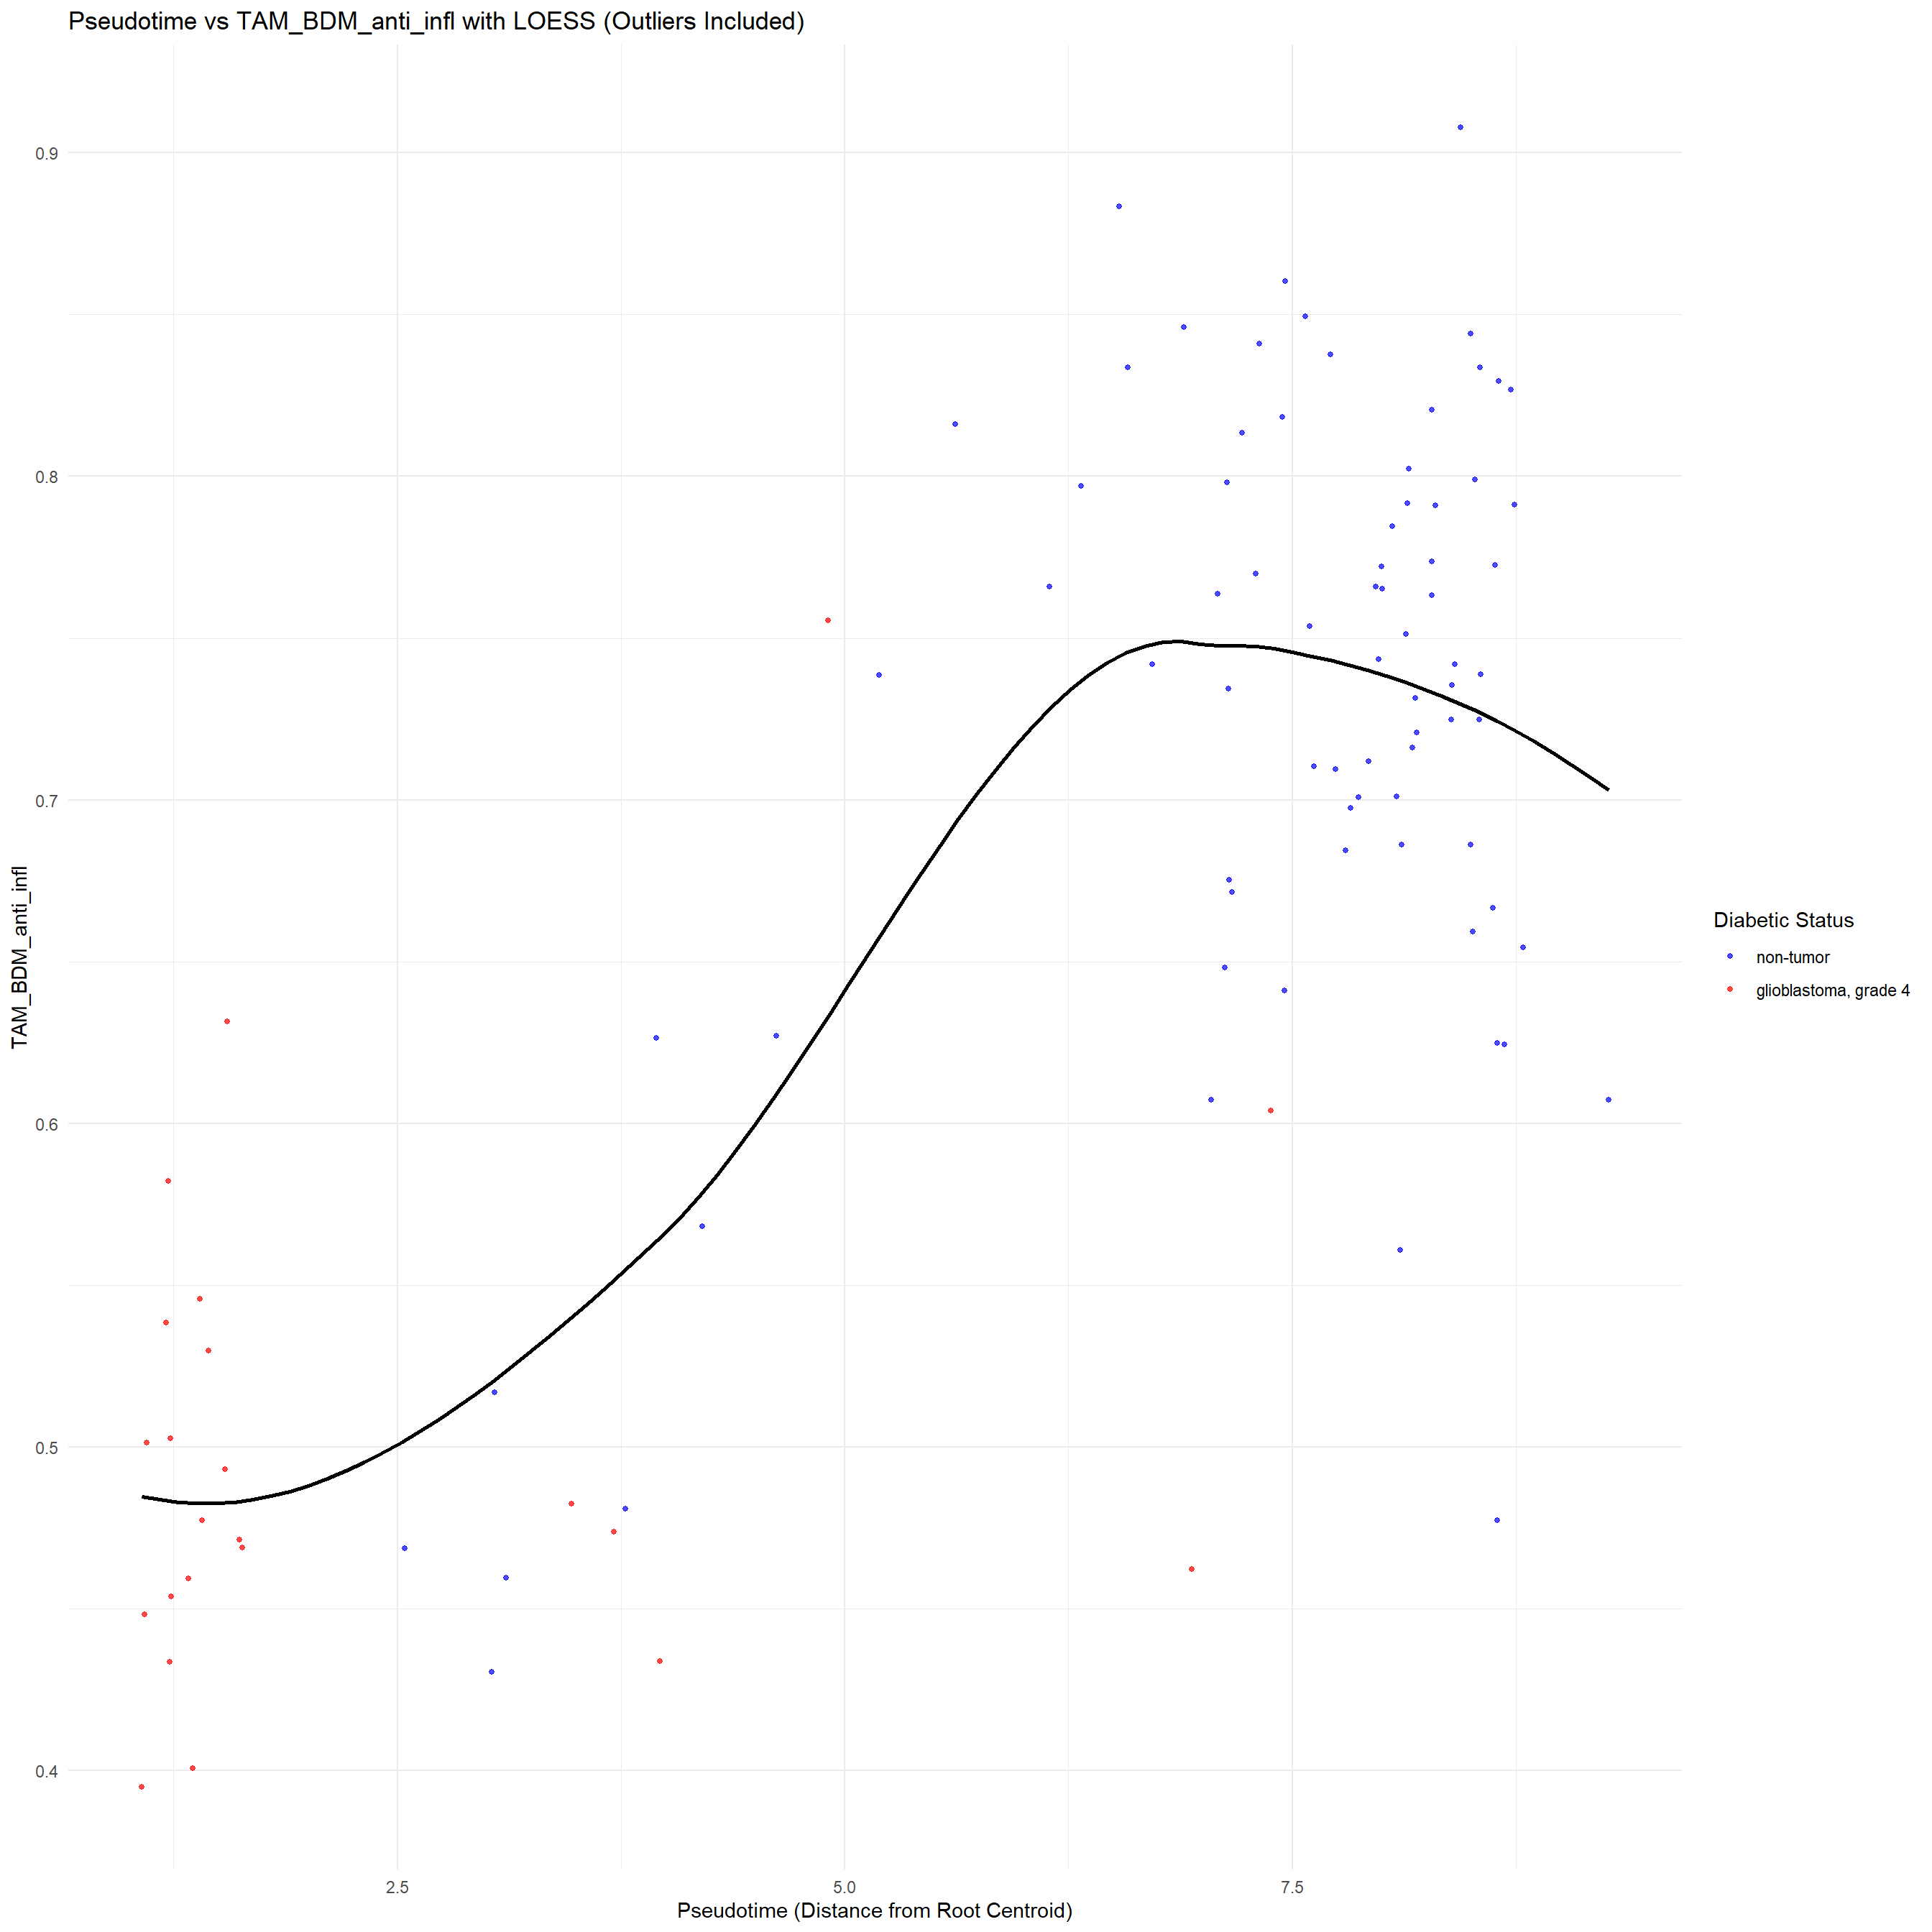 Pseudotime vs TAM_BDM_anti_infl with LOESS (Outliers Included)
0.9
0.8
0.7
0.6
0.5
0.4
TAM_BDM_anti_infl
2.5
5.0
7.5
Pseudotime (Distance from Root Centroid)
Diabetic Status
non-tumor
glioblastoma, grade 4